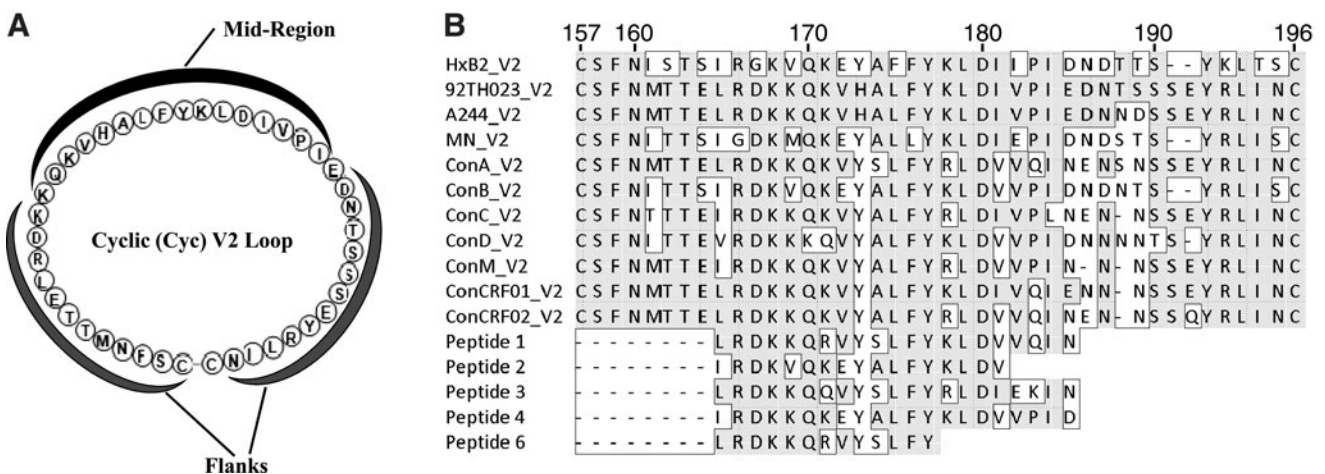 A
Mid-Region
K Q K V H A L F Y K L D I V P I E D N T S S S E Y R L I N C - C S F N M T T E L R D K
Cyclic (Cyc) V2 Loop
Flanks
B
157 160 170 180 190 196
HxB2_V2 C S F N I S T S I R G K V Q K E Y A F F Y K L D I I P I D N D T T S - - Y K L T S C
92TH023_V2 C S F N M T T E L R D K K Q K V H A L F Y K L D I V P I E D N T S S S E Y R L I N C
A244_V2 C S F N M T T E L R D K K Q K V H A L F Y K L D I V P I E D N N D S S E Y R L I N C
MN_V2 C S F N I T T S I G D K M Q K E Y A L L Y K L D I E P I D N D S T S - - Y R L I S C
ConA_V2 C S F N M T T E L R D K K Q K V Y S L F Y R L D V V Q I N E N S N S S E Y R L I N C
ConB_V2 C S F N I T T S I R D K V Q K E Y A L F Y K L D V V P I D N D N T S - - Y R L I S C
ConC_V2 C S F N T T T E I R D K K Q K V Y A L F Y R L D I V P L N E N - N S S E Y R L I N C
ConD_V2 C S F N I T T E V R D K K K Q V Y A L F Y K L D V V P I D N N N N T S - Y R L I N C
ConM_V2 C S F N M T T E I R D K K Q K V Y A L F Y R L D V V P I N - N - N S S E Y R L I N C
ConCRF01_V2 C S F N M T T E L R D K K Q K V Y A L F Y K L D I V Q I E N N - N S S E Y R L I N C
ConCRF02_V2 C S F N M T T E L R D K K Q K V Y A L F Y R L D V V Q I N E N - N S S Q Y R L I N C
Peptide 1 - - - - - - - - L R D K K Q R V Y S L F Y K L D V V Q I N
Peptide 2 - - - - - - - - I R D K V Q K E Y A L F Y K L D V
Peptide 3 - - - - - - - - L R D K K Q Q V Y S L F Y R L D I E K I N
Peptide 4 - - - - - - - - I R D K K Q K E Y A L F Y K L D V V P I D
Peptide 6 - - - - - - - - L R D K K Q R V Y S L F Y